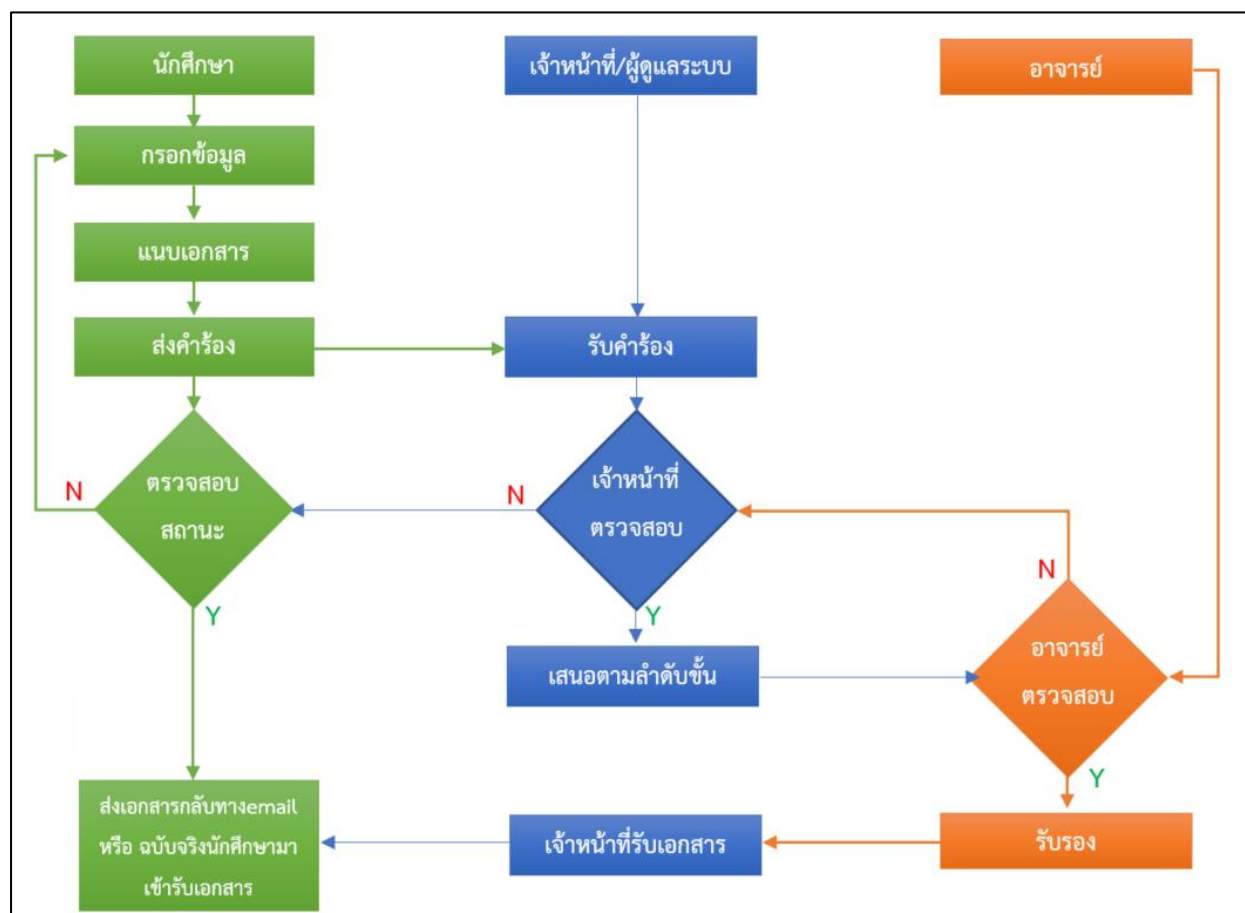 นักศึกษา
เจ้าหน้าที่/ผู้ดูแลระบบ
อาจารย์
กรอกข้อมูล
แนบเอกสาร
ส่งคำร้อง
รับคำร้อง
ตรวจสอบ
สถานะ
N
Y
เจ้าหน้าที่
ตรวจสอบ
N
Y
เสนอตามลำดับขั้น
อาจารย์
ตรวจสอบ
N
Y
รับรอง
เจ้าหน้าที่รับเอกสาร
ส่งเอกสารกลับทางemail
หรือ ฉบับจริงนักศึกษามา
เข้ารับเอกสาร